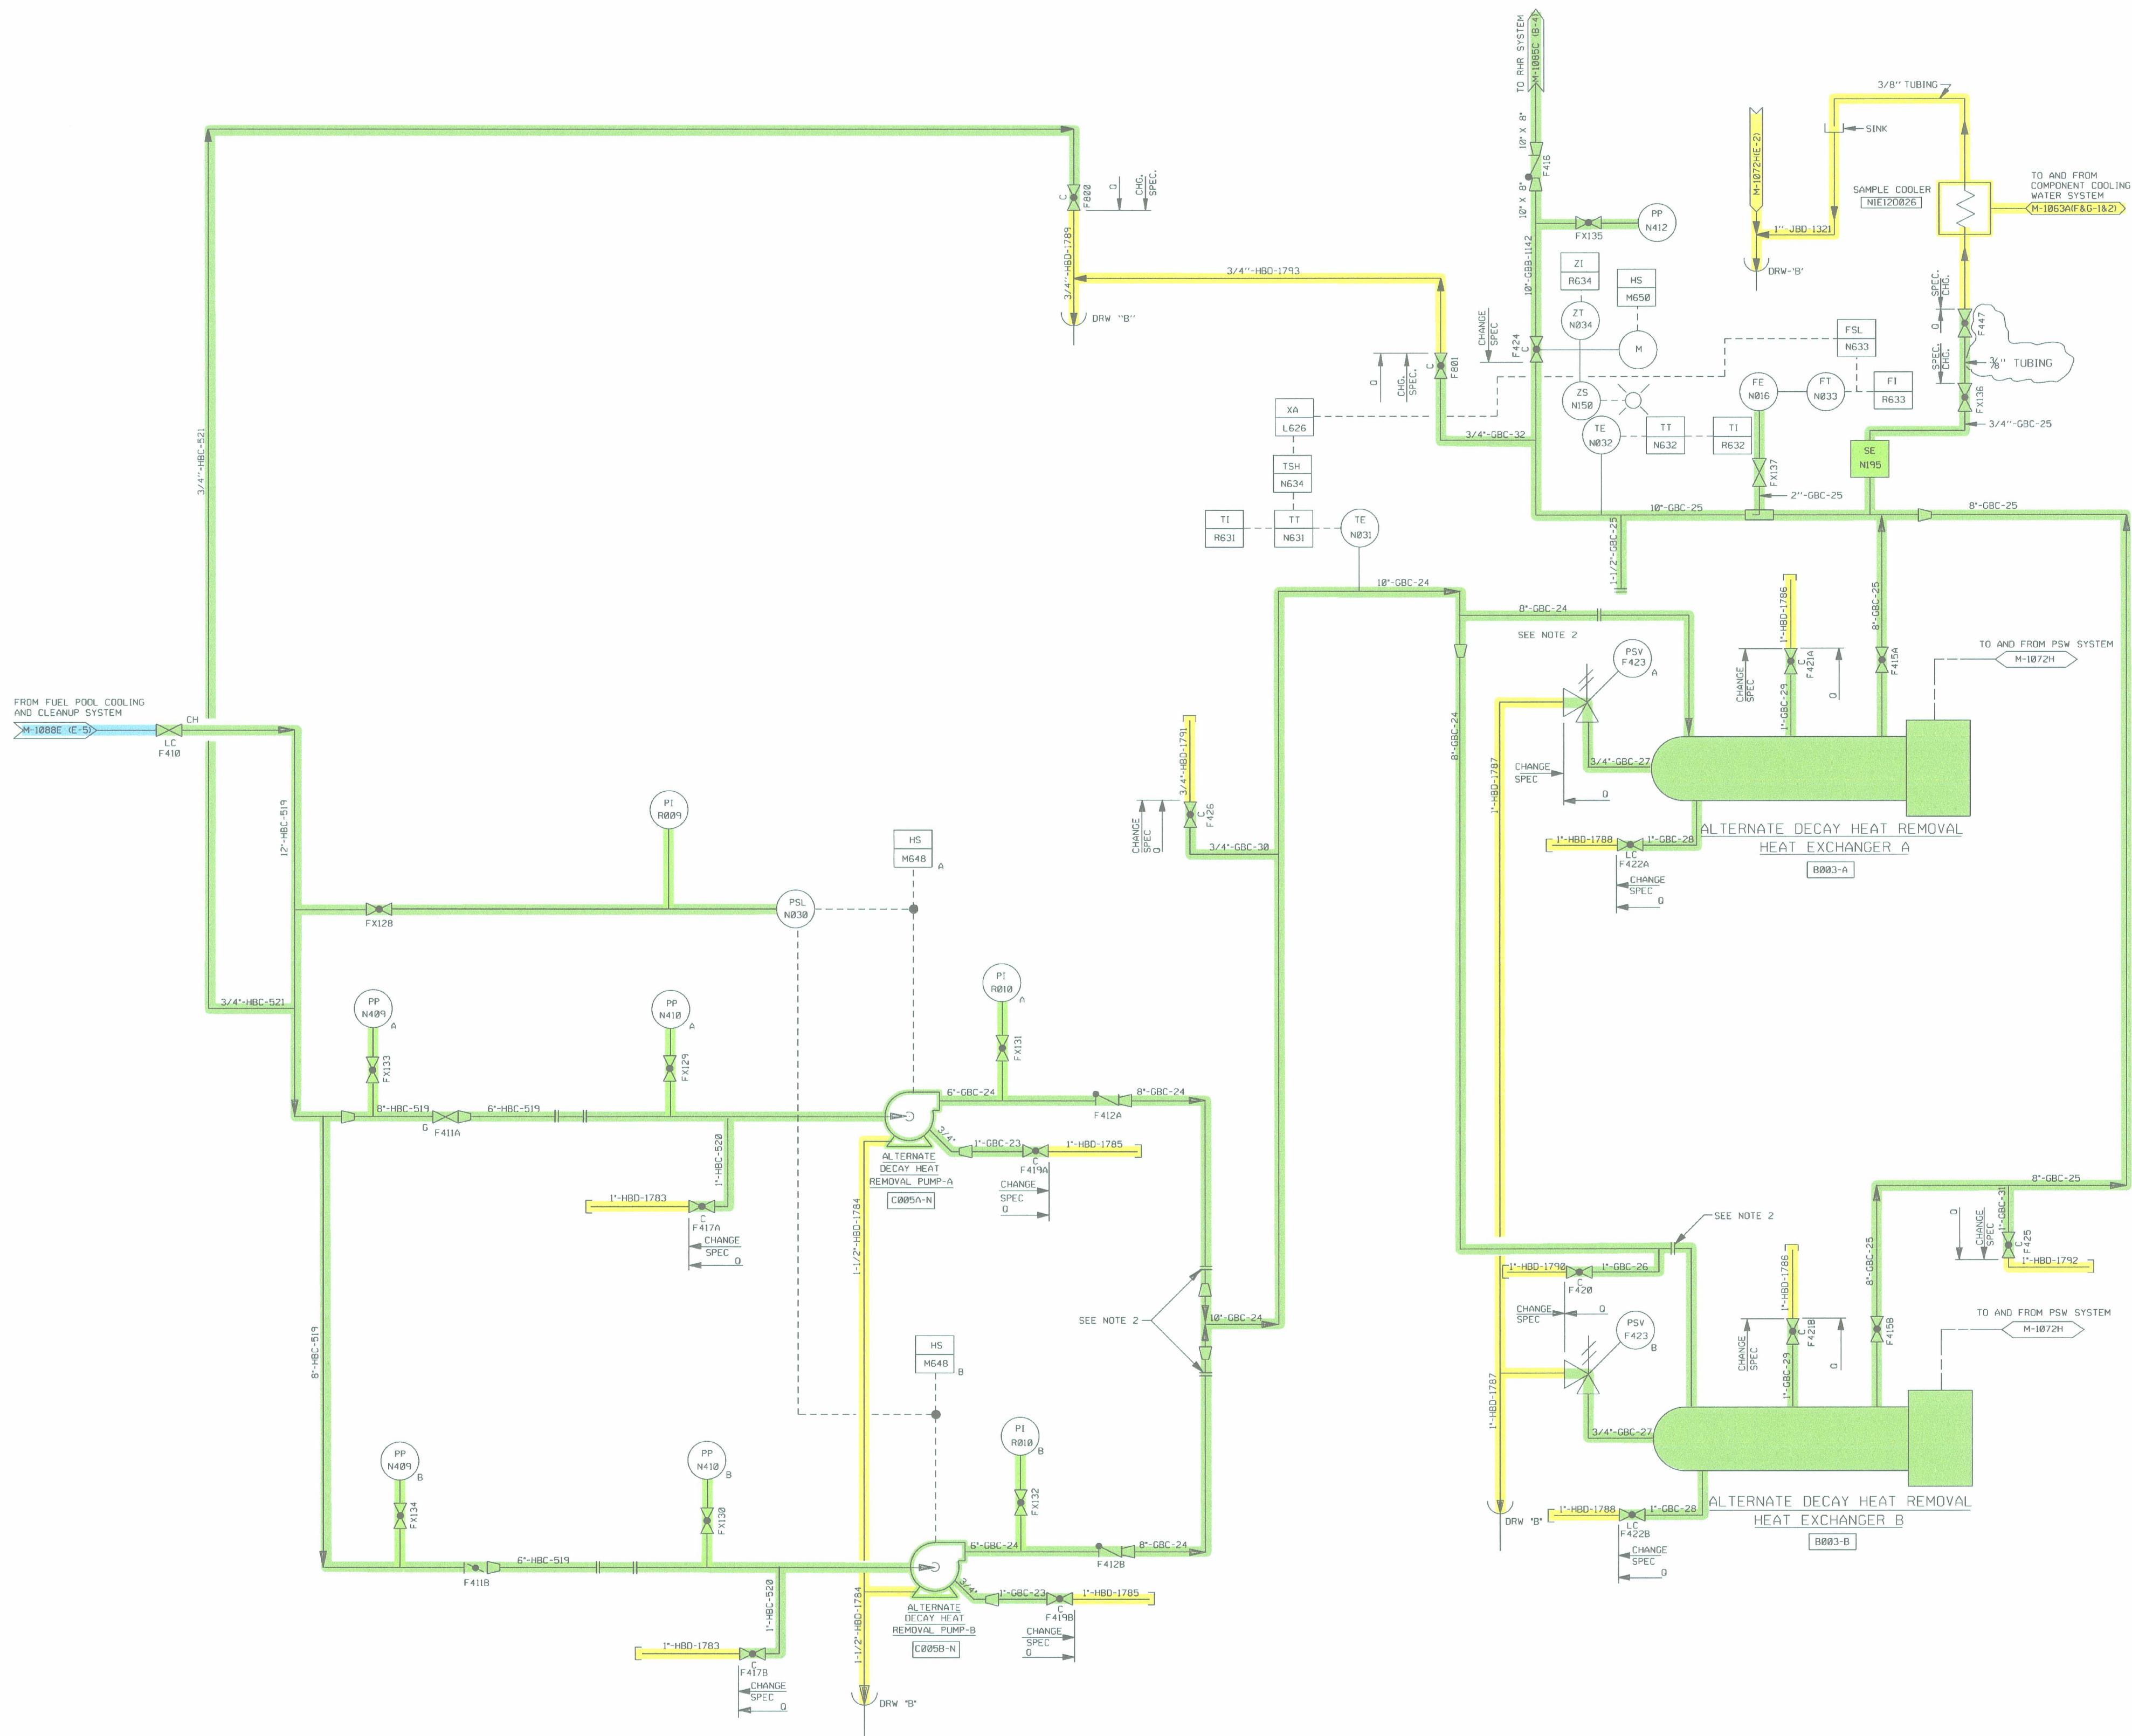 TO RHR SYSTEM
M-1085C (B-4)
10" X 8"
F416
10" X 8"
10"-GBB-1142
FX135
PP
N412
3/8'' TUBING
SINK
M-1072H(E-2)
SAMPLE COOLER
N1E12D026
TO AND FROM
COMPONENT COOLING
WATER SYSTEM
M-1063A(F&G-1&2)
1''-JBD-1321
DRW-'B'
C
F800
Q
CHG.
SPEC.
3/4''-HBD-1789
3/4''-HBD-1793
DRW ''B''
ZI
R634
HS
M650
ZT
N034
M
CHANGE
SPEC
F424
C
SPEC.
CHG.
Q
F447
3/8'' TUBING
SPEC.
CHG.
FX136
3/4''-GBC-25
FSL
N633
FE
N016
FT
N033
FI
R633
Q
CHG.
SPEC.
C
F801
ZS
N150
XA
L626
TE
N032
TT
N632
TI
R632
3/4"-GBC-32
TSH
N634
FX137
SE
N195
2''-GBC-25
3/4''-HBC-521
TI
R631
TT
N631
TE
N031
10"-GBC-25
8"-GBC-25
1-1/2"-GBC-25
10"-GBC-24
8"-GBC-24
SEE NOTE 2
1"-HBD-1786
8"-GBC-25
PSV
F423
A
CHANGE
SPEC
C
F421A
Q
F415A
1"-GBC-29
TO AND FROM PSW SYSTEM
M-1072H
FROM FUEL POOL COOLING
AND CLEANUP SYSTEM
M-1088E (E-5)
CH
LC
F410
3/4"-HBD-1791
8"-GBC-24
1"-HBD-1787
3/4"-GBC-27
CHANGE
SPEC
Q
12"-HBC-519
PI
R009
HS
M648
A
CHANGE
SPEC
Q
C
F426
3/4"-GBC-30
ALTERNATE DECAY HEAT REMOVAL
HEAT EXCHANGER A
B003-A
1"-HBD-1788
1"-GBC-28
LC
F422A
CHANGE
SPEC
Q
FX128
PSL
N030
3/4"-HBC-521
PP
N409
A
PP
N410
A
PI
R010
A
FX133
FX129
FX131
8"-HBC-519
G
F411A
6"-HBC-519
6"-GBC-24
F412A
8"-GBC-24
3/4"
1"-GBC-23
C
F419A
1"-HBD-1785
ALTERNATE
DECAY HEAT
REMOVAL PUMP-A
C005A-N
CHANGE
SPEC
Q
1"-HBC-520
1"-HBD-1783
C
F417A
CHANGE
SPEC
Q
1-1/2"-HBD-1784
8"-GBC-25
SEE NOTE 2
1"-GBC-31
Q
CHANGE
SPEC
C
F425
1"-HBD-1792
1"-HBD-1790
1"-GBC-26
C
F420
CHANGE
SPEC
Q
1"-HBD-1786
8"-GBC-25
SEE NOTE 2
10"-GBC-24
PSV
F423
B
CHANGE
SPEC
C
F421B
Q
F415B
1"-GBC-29
TO AND FROM PSW SYSTEM
M-1072H
8"-HBC-519
HS
M648
B
1"-HBD-1787
3/4"-GBC-27
PP
N409
B
PP
N410
B
PI
R010
B
FX134
FX130
FX132
ALTERNATE DECAY HEAT REMOVAL
HEAT EXCHANGER B
B003-B
DRW "B"
1"-HBD-1788
1"-GBC-28
LC
F422B
CHANGE
SPEC
Q
F411B
6"-HBC-519
6"-GBC-24
F412B
8"-GBC-24
3/4"
1"-GBC-23
C
F419B
1"-HBD-1785
ALTERNATE
DECAY HEAT
REMOVAL PUMP-B
C005B-N
CHANGE
SPEC
Q
1"-HBC-520
1"-HBD-1783
C
F417B
CHANGE
SPEC
Q
1-1/2"-HBD-1784
DRW "B"